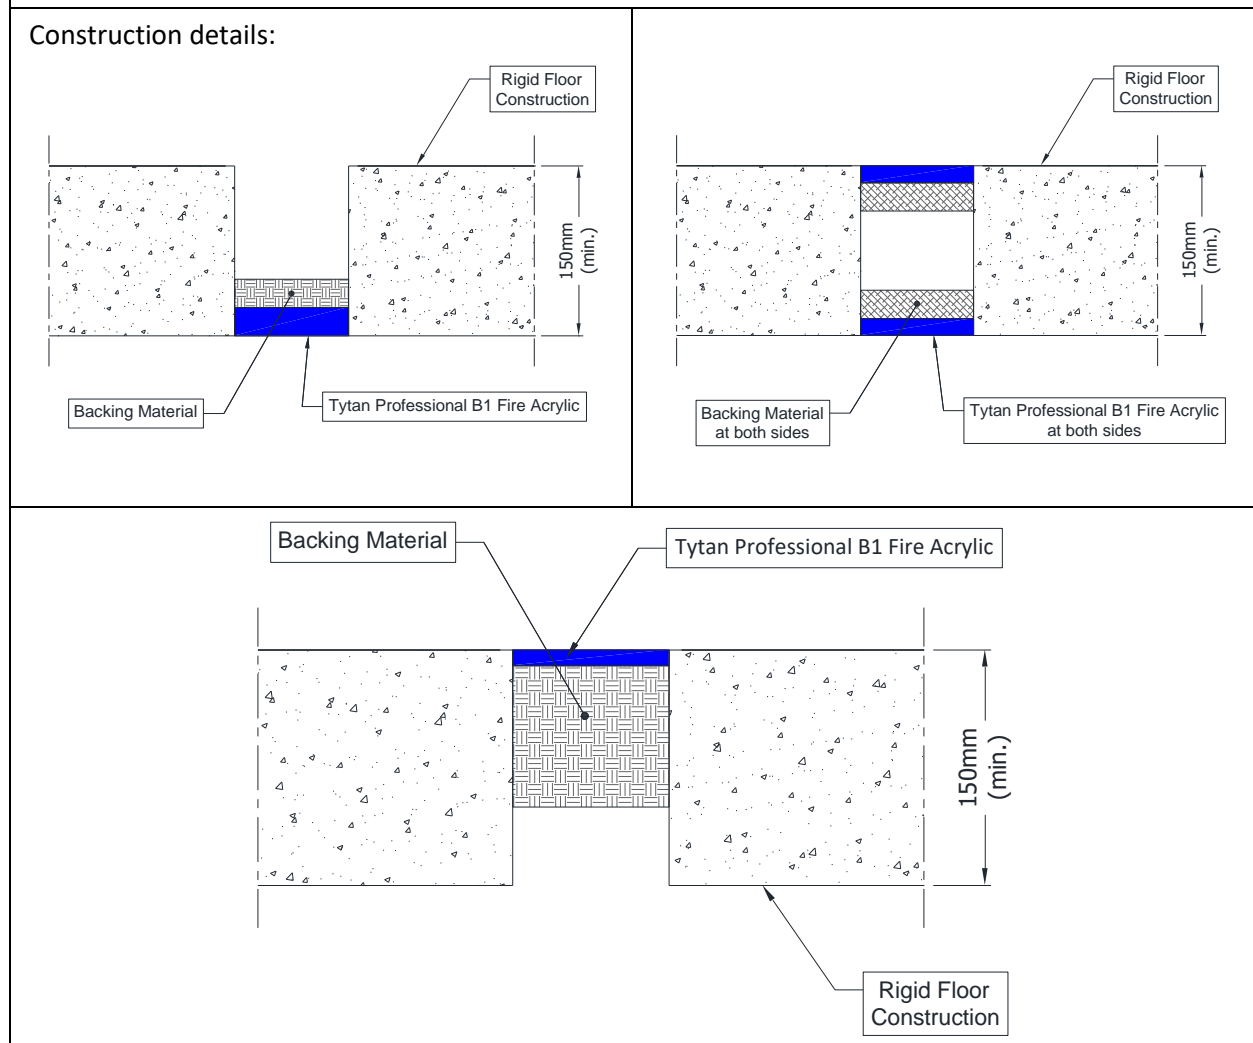 Construction details:
Rigid Floor
Construction
150mm
(min.)
Backing Material
Tytan Professional B1 Fire Acrylic
Rigid Floor
Construction
150mm
(min.)
Backing Material
at both sides
Tytan Professional B1 Fire Acrylic
at both sides
Backing Material
Tytan Professional B1 Fire Acrylic
150mm
(min.)
Rigid Floor
Construction